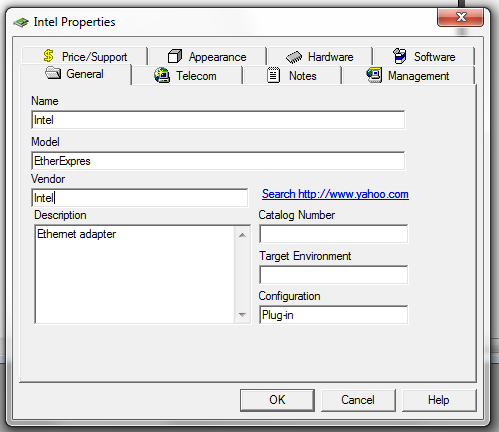 Intel Properties
Price/Support Appearance Hardware Software
General Telecom Notes Management
Name
Intel
Model
EtherExpres
Vendor
Intel Search http://www.yahoo.com
Description Catalog Number
Ethernet adapter
Target Environment
Configuration
Plug-in
OK Cancel Help